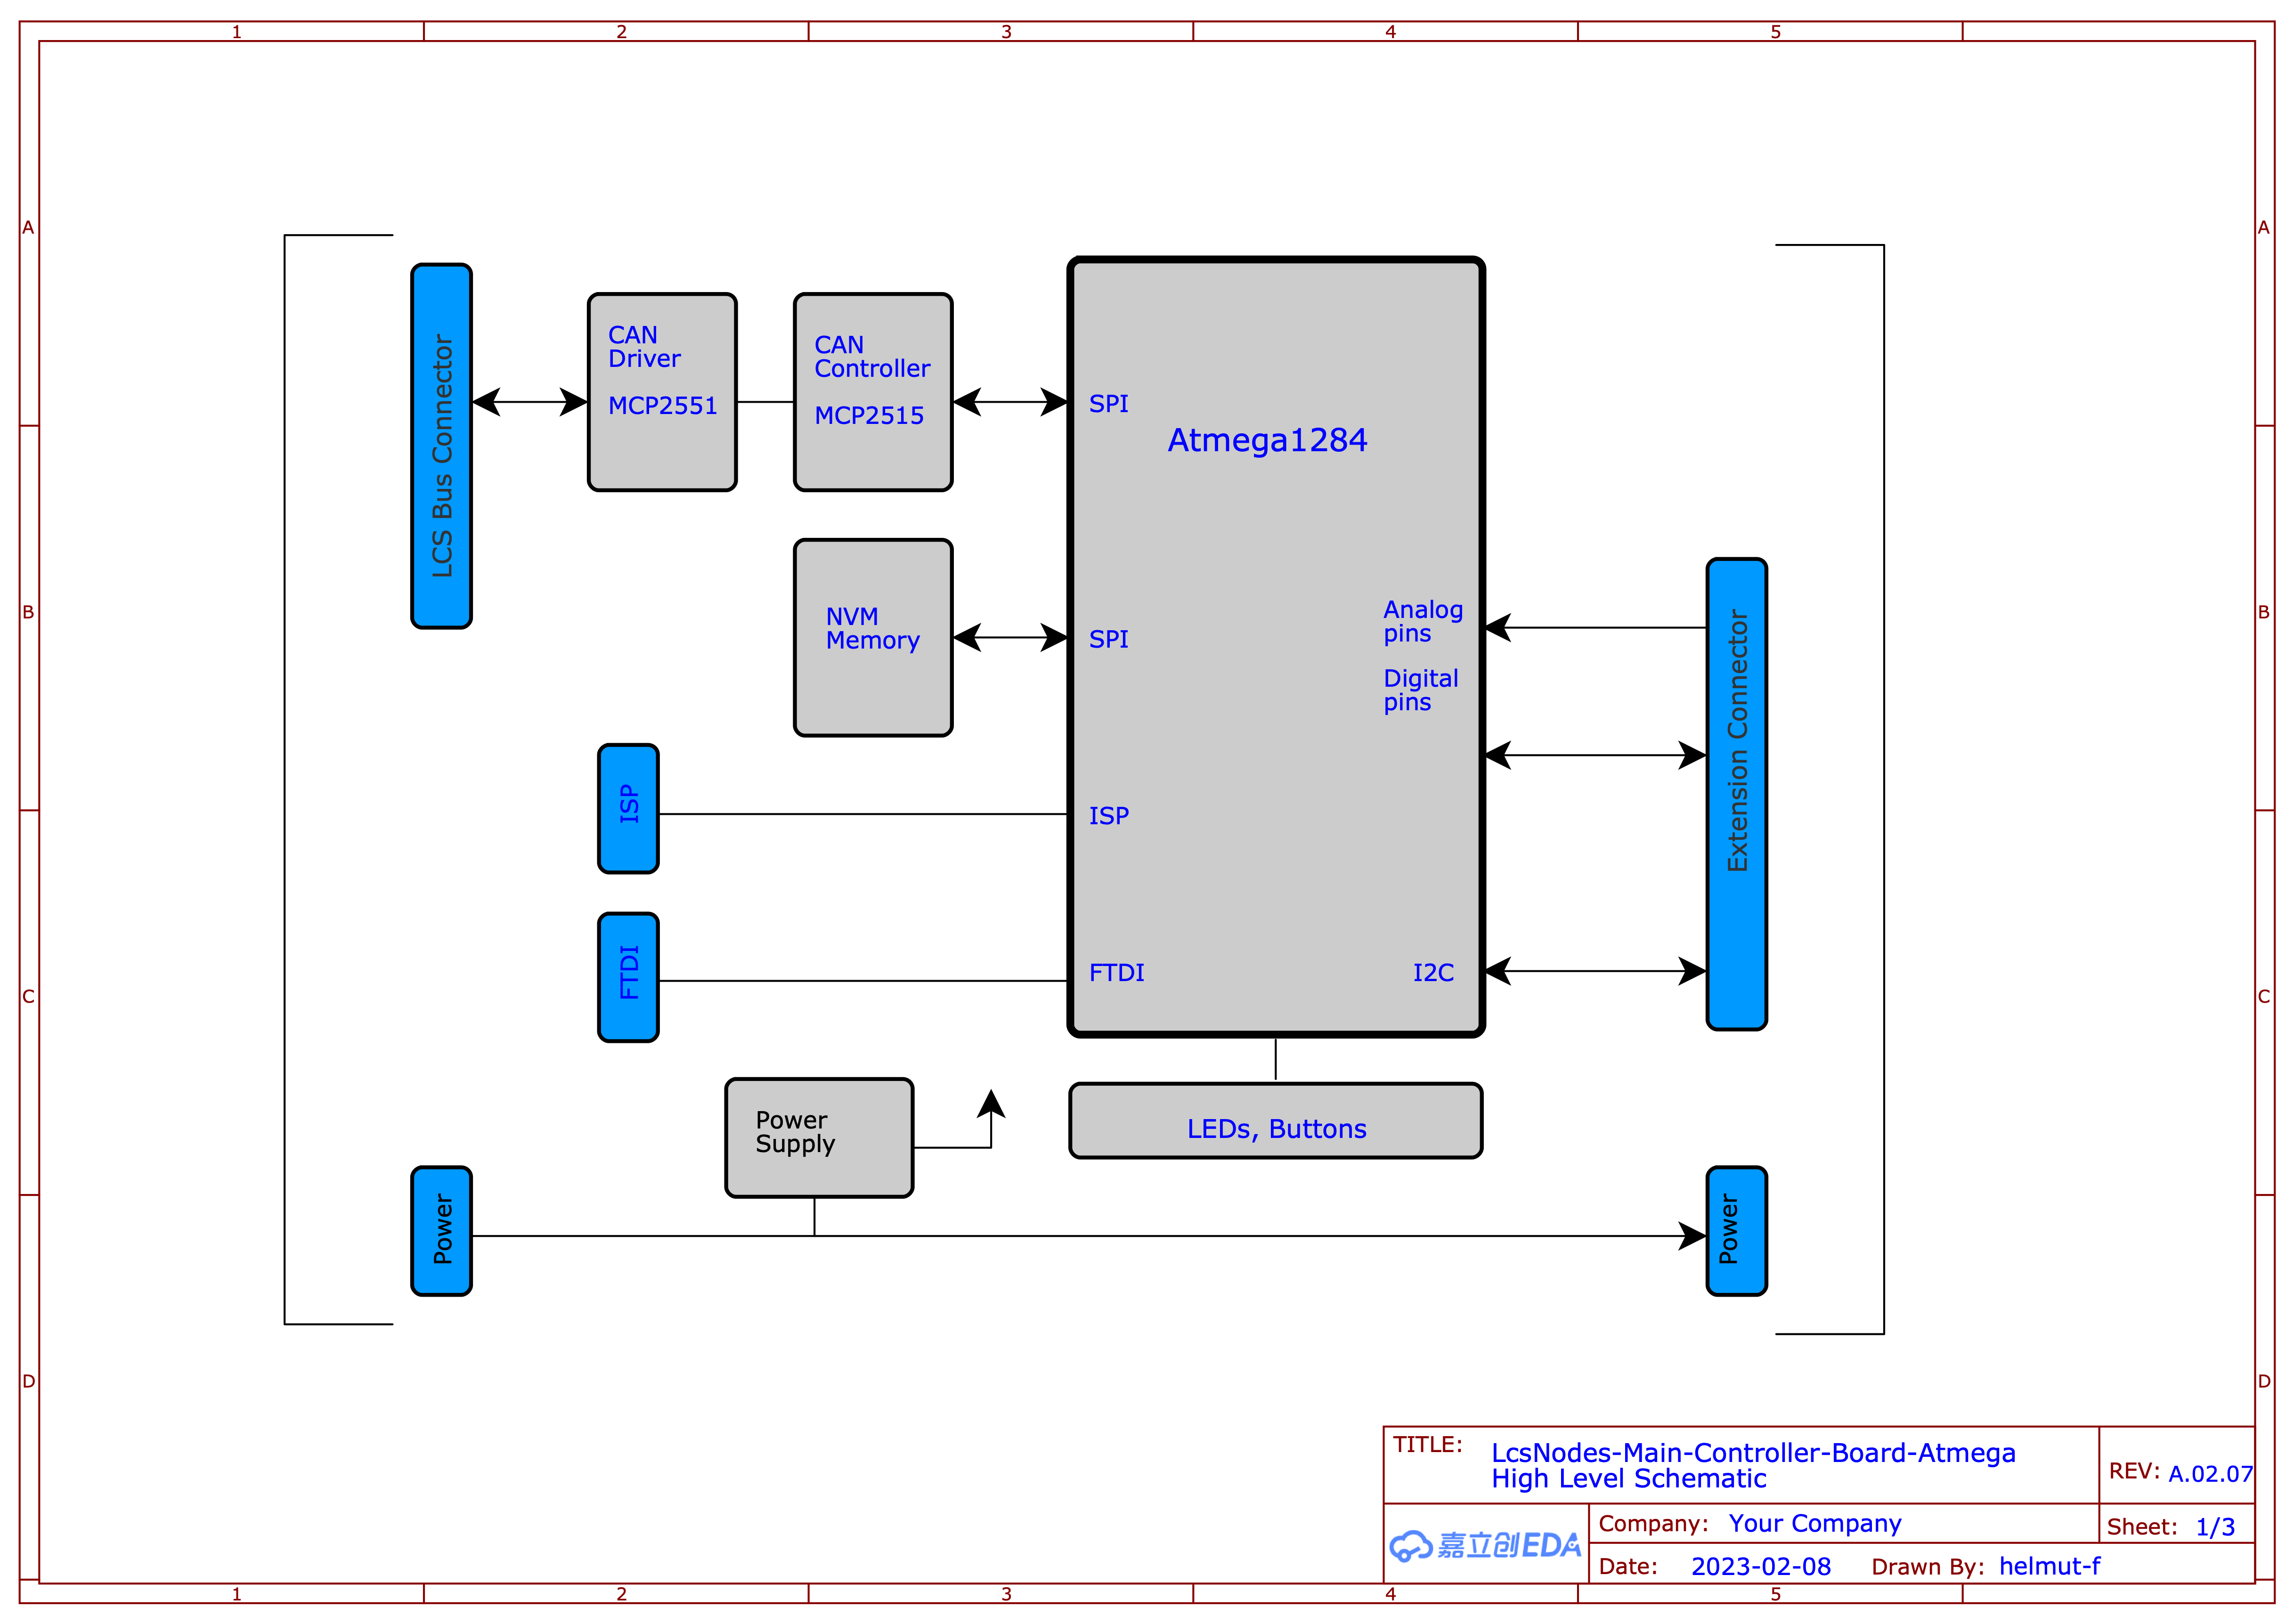 1 2 3 4 5
A
A
LCS Bus Connector
CAN
Driver
MCP2551
CAN
Controller
MCP2515
SPI
Atmega1284
B
B
NVM
Memory
SPI
Analog
pins
Digital
pins
Extension Connector
ISP
ISP
C
C
FTDI
FTDI
I2C
Power
Supply
LEDs, Buttons
Power
Power
D
D
TITLE:
LcsNodes-Main-Controller-Board-Atmega
High Level Schematic
REV: A.02.07
嘉立创EDA
Company: Your Company
Sheet: 1/3
Date: 2023-02-08 Drawn By: helmut-f
1 2 3 4 5